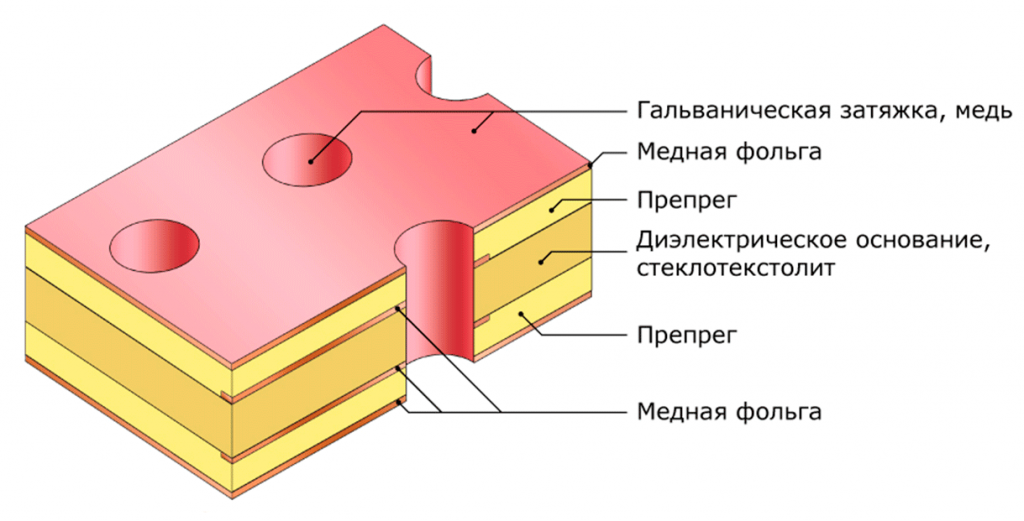 Гальваническая затяжка, медь
Медная фольга
Препрег
Диэлектрическое основание,
стеклотекстолит
Препрег
Медная фольга